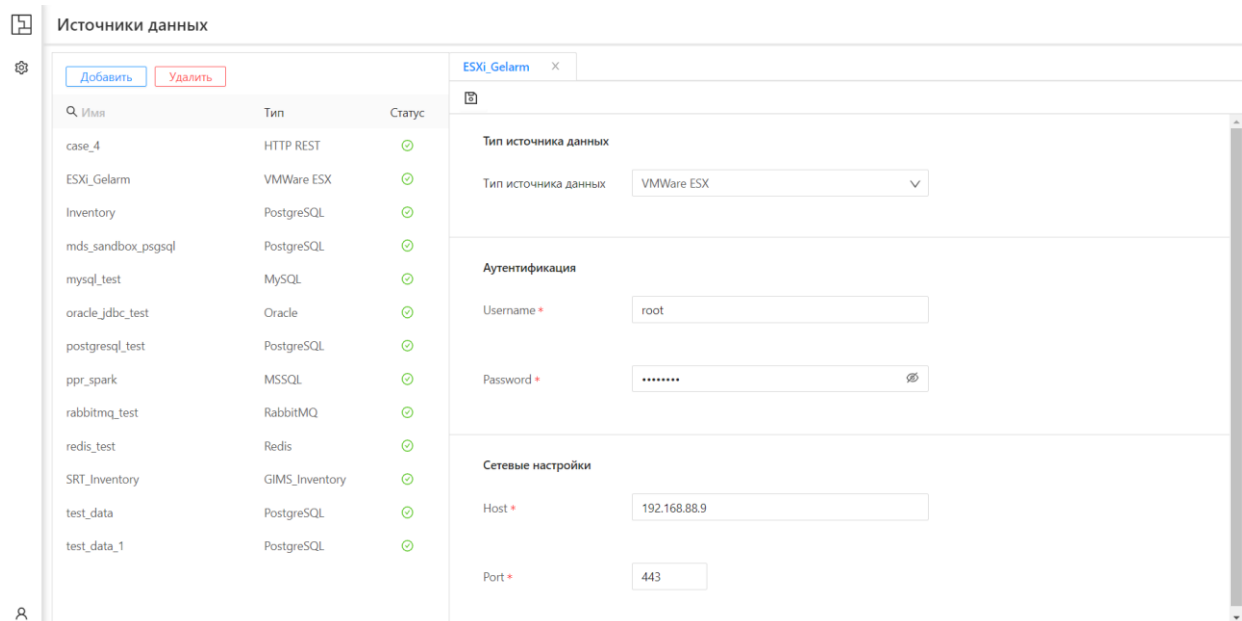 Источники данных
Добавить Удалить
Имя Тип Статус
case_4 HTTP REST
ESXi_Gelarm VMWare ESX
Inventory PostgreSQL
mds_sandbox_psgsql PostgreSQL
mysql_test MySQL
oracle_jdbc_test Oracle
postgresql_test PostgreSQL
ppr_spark MSSQL
rabbitmq_test RabbitMQ
redis_test Redis
SRT_Inventory GIMS_Inventory
test_data PostgreSQL
test_data_1 PostgreSQL
ESXi_Gelarm
Тип источника данных
Тип источника данных VMWare ESX
Аутентификация
Username * root
Password * ••••••••
Сетевые настройки
Host * 192.168.88.9
Port * 443